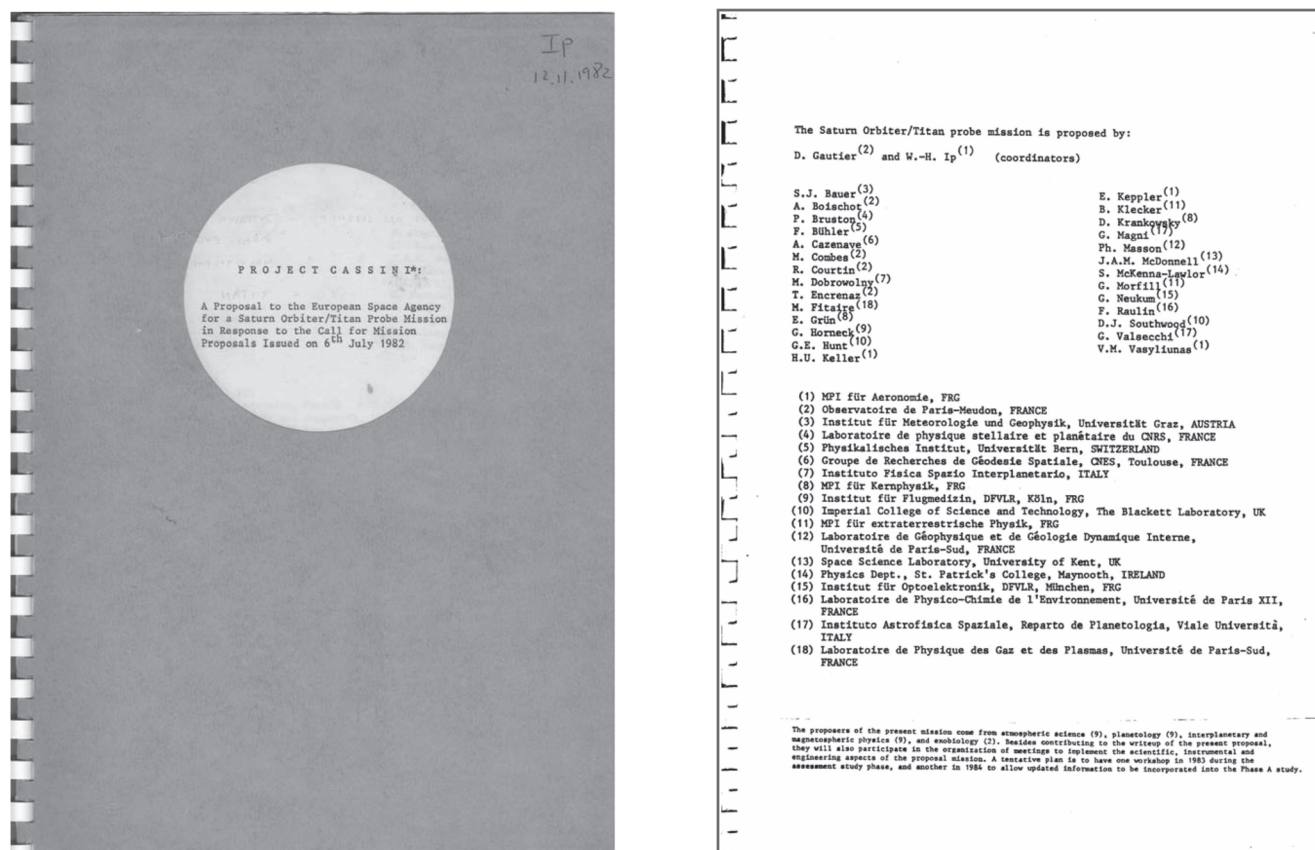 Ip
12.11.1982
PROJECT CASSINI*:
A Proposal to the European Space Agency
for a Saturn Orbiter/Titan Probe Mission
in Response to the Call for Mission
Proposals Issued on 6th July 1982
The Saturn Orbiter/Titan probe mission is proposed by:
D. Gautier(2) and W.-H. Ip(1) (coordinators)
S.J. Bauer(3)
A. Boischot(2)
P. Bruston(4)
F. Bühler(5)
A. Cazenave(6)
M. Combes(2)
R. Courtin(2)
M. Dobrowolny(7)
T. Encrenaz(2)
M. Fitaire(18)
E. Grün(8)
G. Horneck(9)
G.E. Hunt(10)
H.U. Keller(1)
E. Keppler(1)
B. Klecker(11)
D. Krankowsky(8)
G. Magni(17)
Ph. Masson(12)
J.A.M. McDonnell(13)
S. McKenna-Lawlor(14)
G. Morfill(11)
G. Neukum(15)
F. Raulin(16)
D.J. Southwood(10)
G. Valsecchi(17)
V.M. Vasyliunas(1)
(1) MPI für Aeronomie, FRG
(2) Observatoire de Paris-Meudon, FRANCE
(3) Institut für Meteorologie und Geophysik, Universität Graz, AUSTRIA
(4) Laboratoire de physique stellaire et planétaire du CNRS, FRANCE
(5) Physikalisches Institut, Universität Bern, SWITZERLAND
(6) Groupe de Recherches de Géodesie Spatiale, CNES, Toulouse, FRANCE
(7) Instituto Fisica Spazio Interplanetario, ITALY
(8) MPI für Kernphysik, FRG
(9) Institut für Flugmedizin, DFVLR, Köln, FRG
(10) Imperial College of Science and Technology, The Blackett Laboratory, UK
(11) MPI für extraterrestrische Physik, FRG
(12) Laboratoire de Géophysique et de Géologie Dynamique Interne,
Université de Paris-Sud, FRANCE
(13) Space Science Laboratory, University of Kent, UK
(14) Physics Dept., St. Patrick's College, Maynooth, IRELAND
(15) Institut für Optoelektronik, DFVLR, München, FRG
(16) Laboratoire de Physico-Chimie de l'Environnement, Université de Paris XII,
FRANCE
(17) Instituto Astrofisica Spaziale, Reparto de Planetologia, Viale Università,
ITALY
(18) Laboratoire de Physique des Gaz et des Plasmas, Université de Paris-Sud,
FRANCE
The proposers of the present mission come from atmospheric science (9), planetology (9), interplanetary and
magnetospheric physics (9), and exobiology (2). Besides contributing to the writeup of the present proposal,
they will also participate in the organization of meetings to implement the scientific, instrumental and
engineering aspects of the proposal mission. A tentative plan is to have one workshop in 1983 during the
assessment study phase, and another in 1984 to allow updated information to be incorporated into the Phase A study.